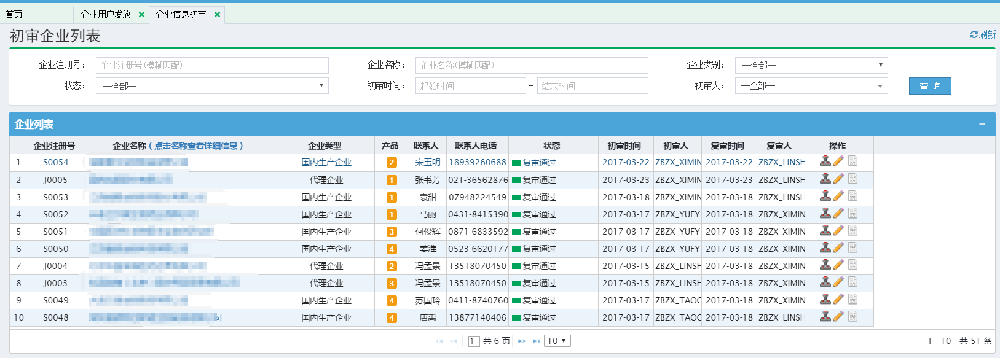 首页 企业用户发放 企业信息初审
初审企业列表 刷新
企业注册号： 企业注册号(模糊匹配) 企业名称： 企业名称(模糊匹配) 企业类别： —全部—
状态： —全部— 初审时间： 起始时间 – 结束时间 初审人： —全部— 查 询
企业列表
企业注册号 企业名称（点击名称查看详细信息） 企业类型 产品 联系人 联系人电话 状态 初审时间 初审人 复审时间 复审人 操作
1 S0054 国内生产企业 2 宋玉明 18939260688 复审通过 2017-03-22 ZBZX_XIMIN 2017-03-22 ZBZX_LINSH
2 J0005 代理企业 1 张书芳 021-36562876 复审通过 2017-03-23 ZBZX_XIMIN 2017-03-23 ZBZX_LINSH
3 S0053 国内生产企业 1 袁甜 07948224549 复审通过 2017-03-18 ZBZX_XIMIN 2017-03-18 ZBZX_LINSH
4 S0052 国内生产企业 1 马丽 0431-8415390 复审通过 2017-03-17 ZBZX_YUFY 2017-03-18 ZBZX_XIMIN
5 S0051 国内生产企业 3 何俊辉 0871-6833592 复审通过 2017-03-17 ZBZX_YUFY 2017-03-18 ZBZX_XIMIN
6 S0050 国内生产企业 4 姜淮 0523-6620177 复审通过 2017-03-17 ZBZX_YUFY 2017-03-18 ZBZX_XIMIN
7 J0004 代理企业 2 冯孟景 13518070450 复审通过 2017-03-15 ZBZX_LINSH 2017-03-18 ZBZX_XIMIN
8 J0003 代理企业 3 冯孟景 13518070450 复审通过 2017-03-15 ZBZX_LINSH 2017-03-18 ZBZX_XIMIN
9 S0049 国内生产企业 4 苏国玲 0411-8740760 复审通过 2017-03-17 ZBZX_TAOC 2017-03-18 ZBZX_XIMIN
10 S0048 司 国内生产企业 4 唐禹 13877140406 复审通过 2017-03-17 ZBZX_TAOC 2017-03-18 ZBZX_LINSH
1 共 6 页 10 1 - 10 共 51 条